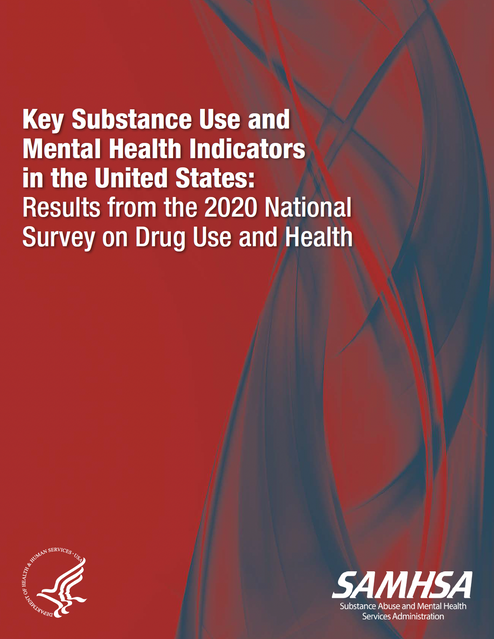 Key Substance Use and
Mental Health Indicators
in the United States:
Results from the 2020 National
Survey on Drug Use and Health
DEPARTMENT OF HEALTH & HUMAN SERVICES • USA
SAMHSA
Substance Abuse and Mental Health
Services Administration